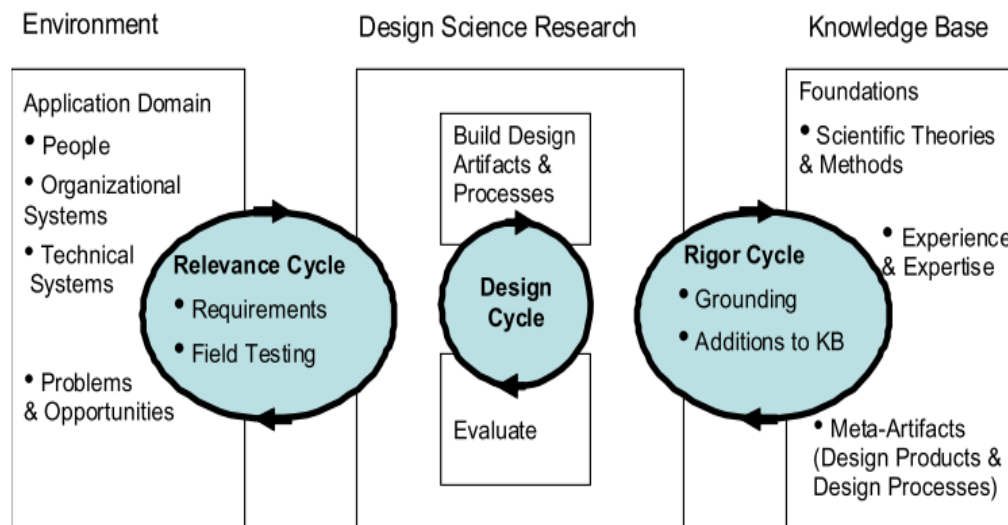 Environment
Design Science Research
Knowledge Base
Application Domain
• People
• Organizational
Systems
• Technical
Systems
• Problems
& Opportunities
Relevance Cycle
• Requirements
• Field Testing
Build Design
Artifacts &
Processes
Design
Cycle
Evaluate
Rigor Cycle
• Grounding
• Additions to KB
Foundations
• Scientific Theories
& Methods
• Experience
& Expertise
• Meta-Artifacts
(Design Products &
Design Processes)